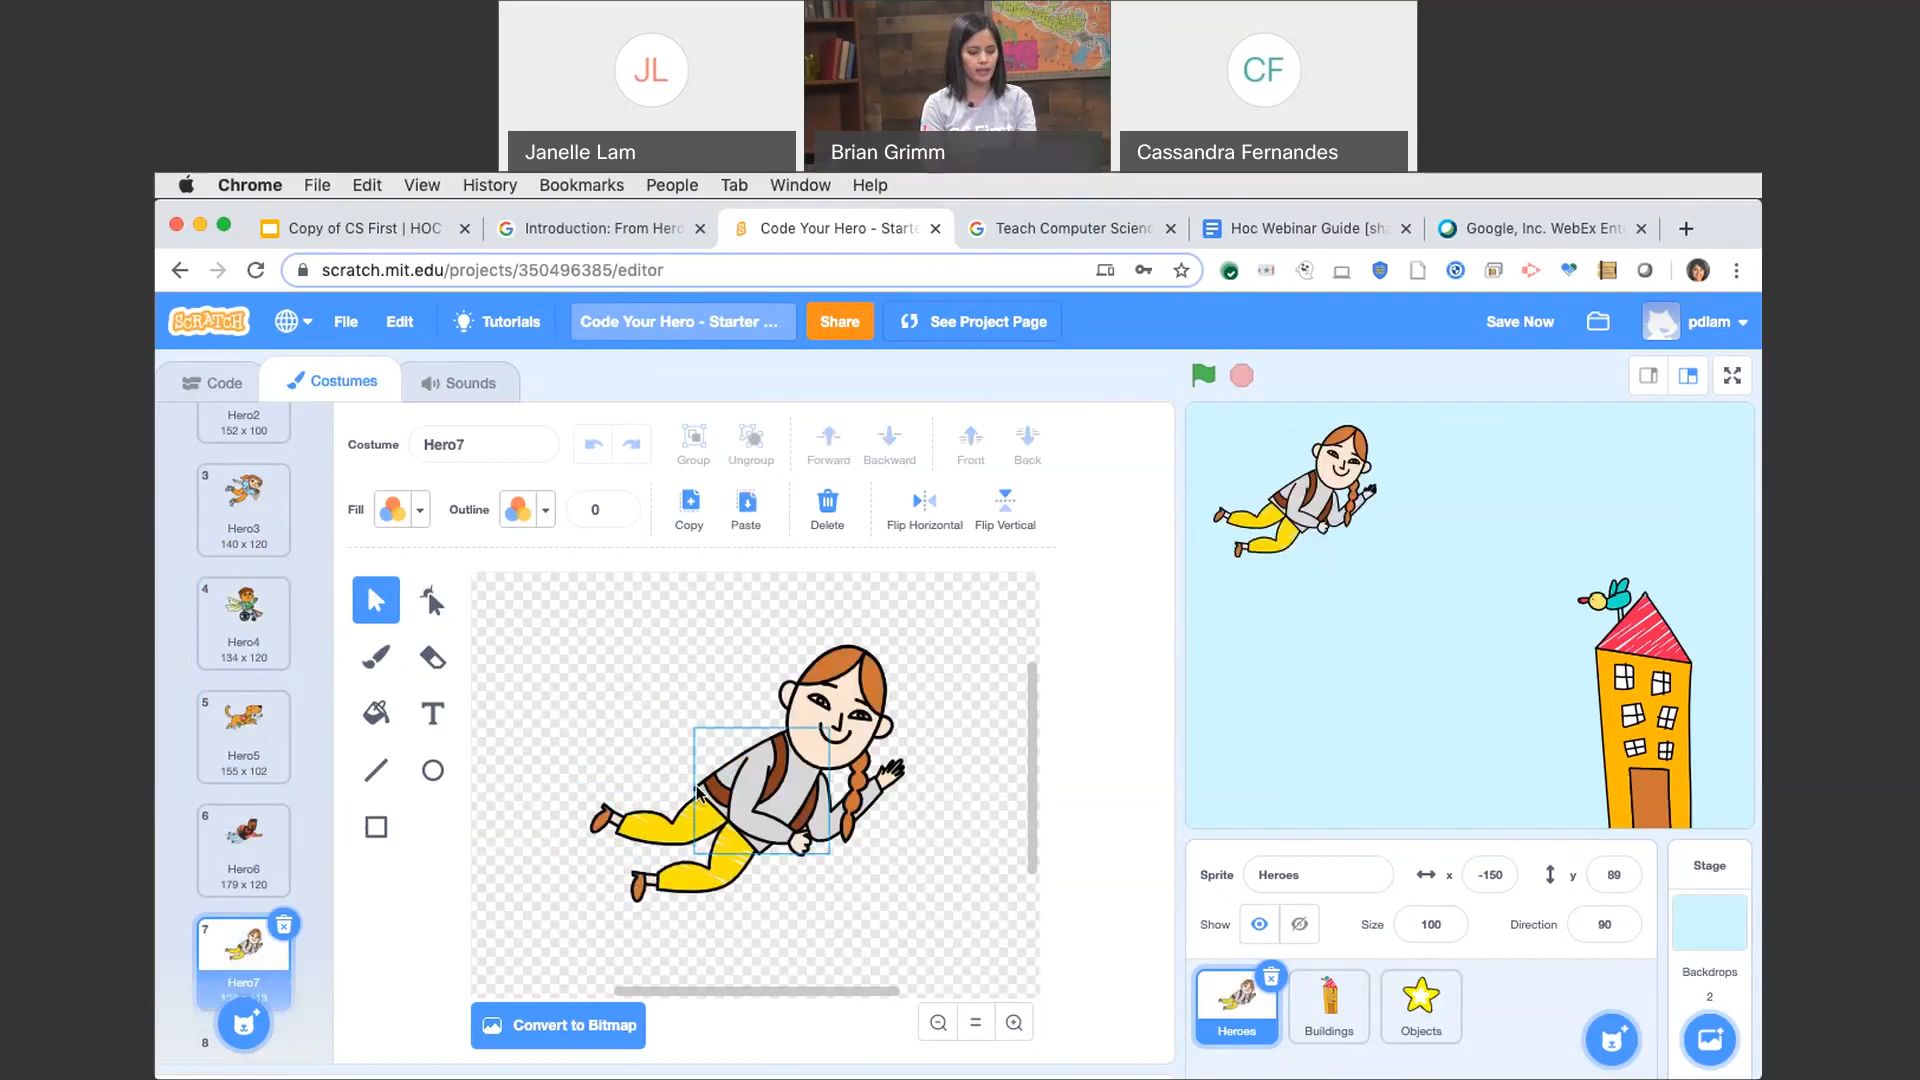 JL
CF
CS First
Janelle Lam
Brian Grimm
Cassandra Fernandes
Chrome File Edit View History Bookmarks People Tab Window Help
Copy of CS First | HOC
Introduction: From Hero
Code Your Hero - Starte
Teach Computer Scienc
Hoc Webinar Guide [sha
Google, Inc. WebEx Ent
scratch.mit.edu/projects/350496385/editor
SCRATCH
File Edit Tutorials Code Your Hero - Starter ... Share See Project Page Save Now pdlam
Code Costumes Sounds
Hero2
152 x 100
3
Hero3
140 x 120
4
Hero4
134 x 120
5
Hero5
155 x 102
6
Hero6
179 x 120
7
Hero7
8
Costume Hero7
Group Ungroup Forward Backward Front Back
Fill Outline 0
Copy Paste Delete Flip Horizontal Flip Vertical
T
Convert to Bitmap
Sprite Heroes x -150 y 89
Show Size 100 Direction 90
Heroes Buildings Objects
Stage
Backdrops
2